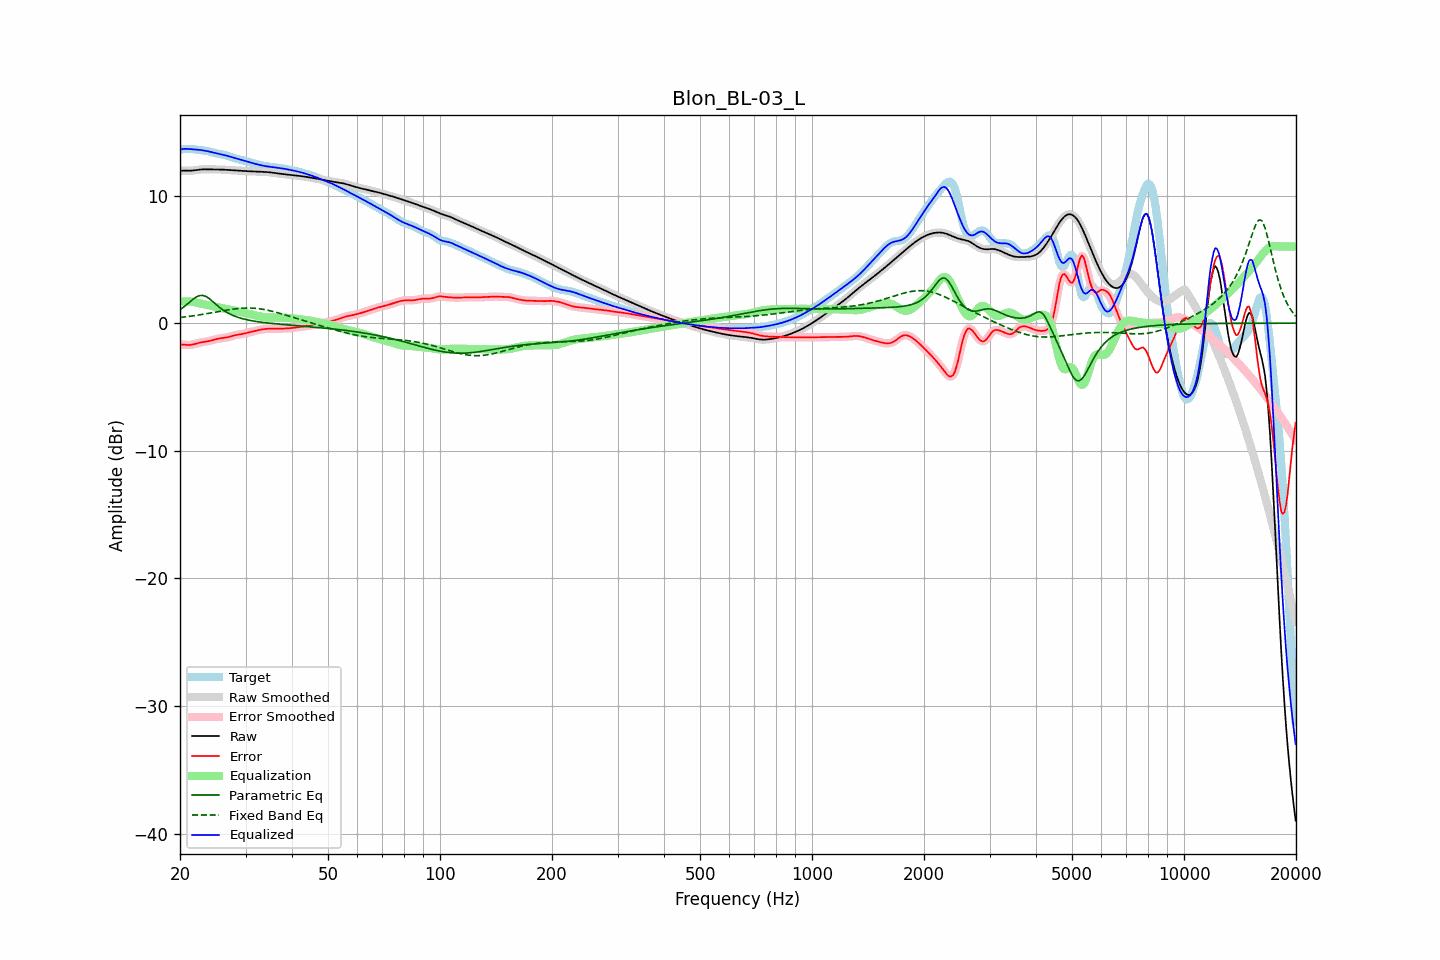 Blon_BL-03_L
Amplitude (dBr)
10
0
−10
−20
−30
−40
Target
Raw Smoothed
Error Smoothed
Raw
Error
Equalization
Parametric Eq
Fixed Band Eq
Equalized
20 50 100 200 500 1000 2000 5000 10000 20000
Frequency (Hz)